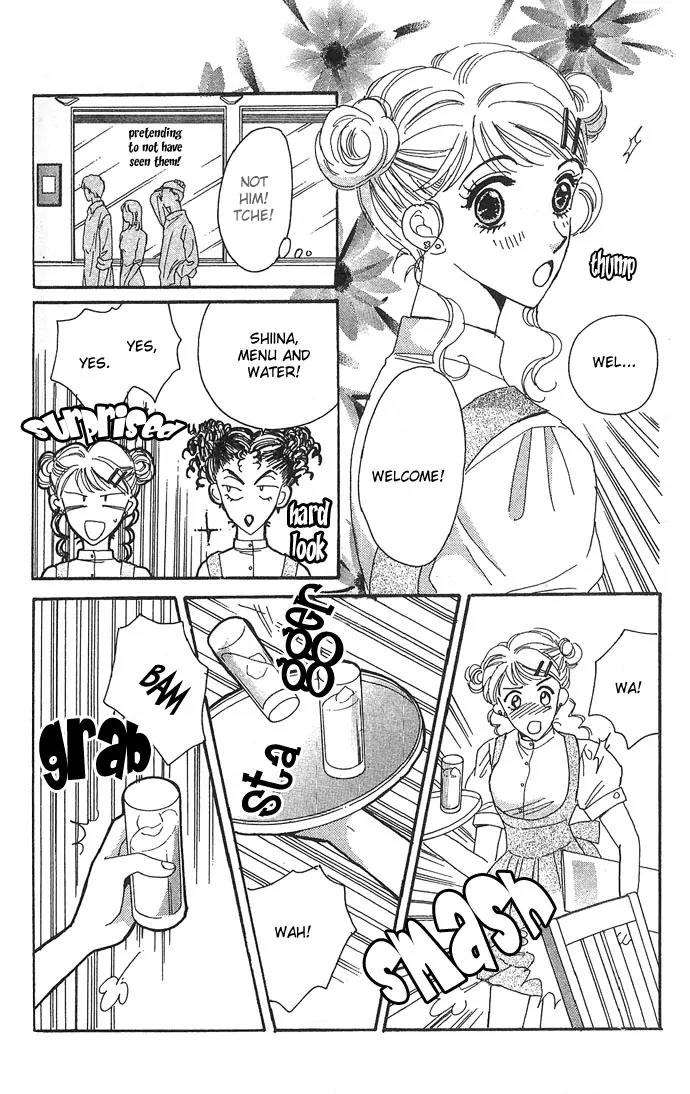 thump
WEL...
WELCOME!
pretending
to not have
seen them!
NOT
HIM!
TCHE!
SHIINA,
MENU AND
WATER!
YES,
YES.
hard
look
surprised
WA!
smash
stagger
WAH!
BAM
grab